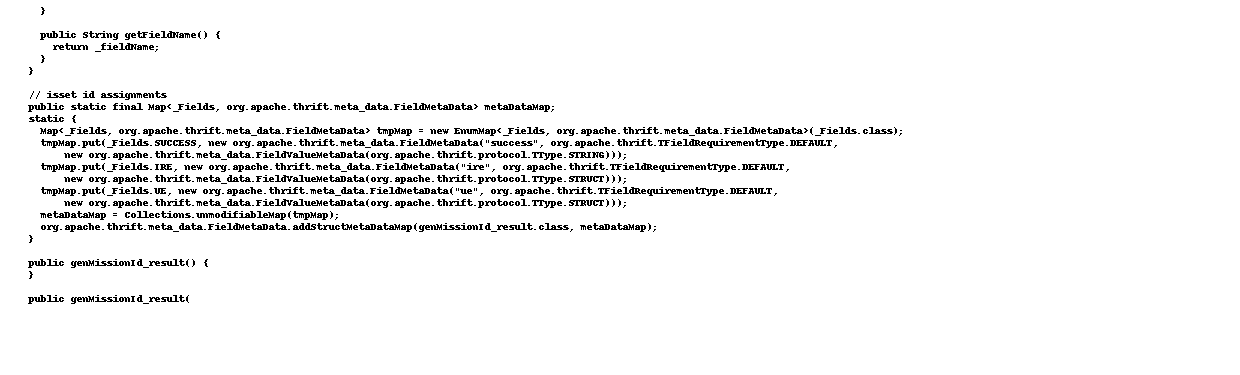 }
public String getFieldName() {
return _fieldName;
}
}
// isset id assignments
public static final Map<_Fields, org.apache.thrift.meta_data.FieldMetaData> metaDataMap;
static {
Map<_Fields, org.apache.thrift.meta_data.FieldMetaData> tmpMap = new EnumMap<_Fields, org.apache.thrift.meta_data.FieldMetaData>(_Fields.class);
tmpMap.put(_Fields.SUCCESS, new org.apache.thrift.meta_data.FieldMetaData("success", org.apache.thrift.TFieldRequirementType.DEFAULT,
new org.apache.thrift.meta_data.FieldValueMetaData(org.apache.thrift.protocol.TType.STRING)));
tmpMap.put(_Fields.IRE, new org.apache.thrift.meta_data.FieldMetaData("ire", org.apache.thrift.TFieldRequirementType.DEFAULT,
new org.apache.thrift.meta_data.FieldValueMetaData(org.apache.thrift.protocol.TType.STRUCT)));
tmpMap.put(_Fields.UE, new org.apache.thrift.meta_data.FieldMetaData("ue", org.apache.thrift.TFieldRequirementType.DEFAULT,
new org.apache.thrift.meta_data.FieldValueMetaData(org.apache.thrift.protocol.TType.STRUCT)));
metaDataMap = Collections.unmodifiableMap(tmpMap);
org.apache.thrift.meta_data.FieldMetaData.addStructMetaDataMap(genMissionId_result.class, metaDataMap);
}
public genMissionId_result() {
}
public genMissionId_result(